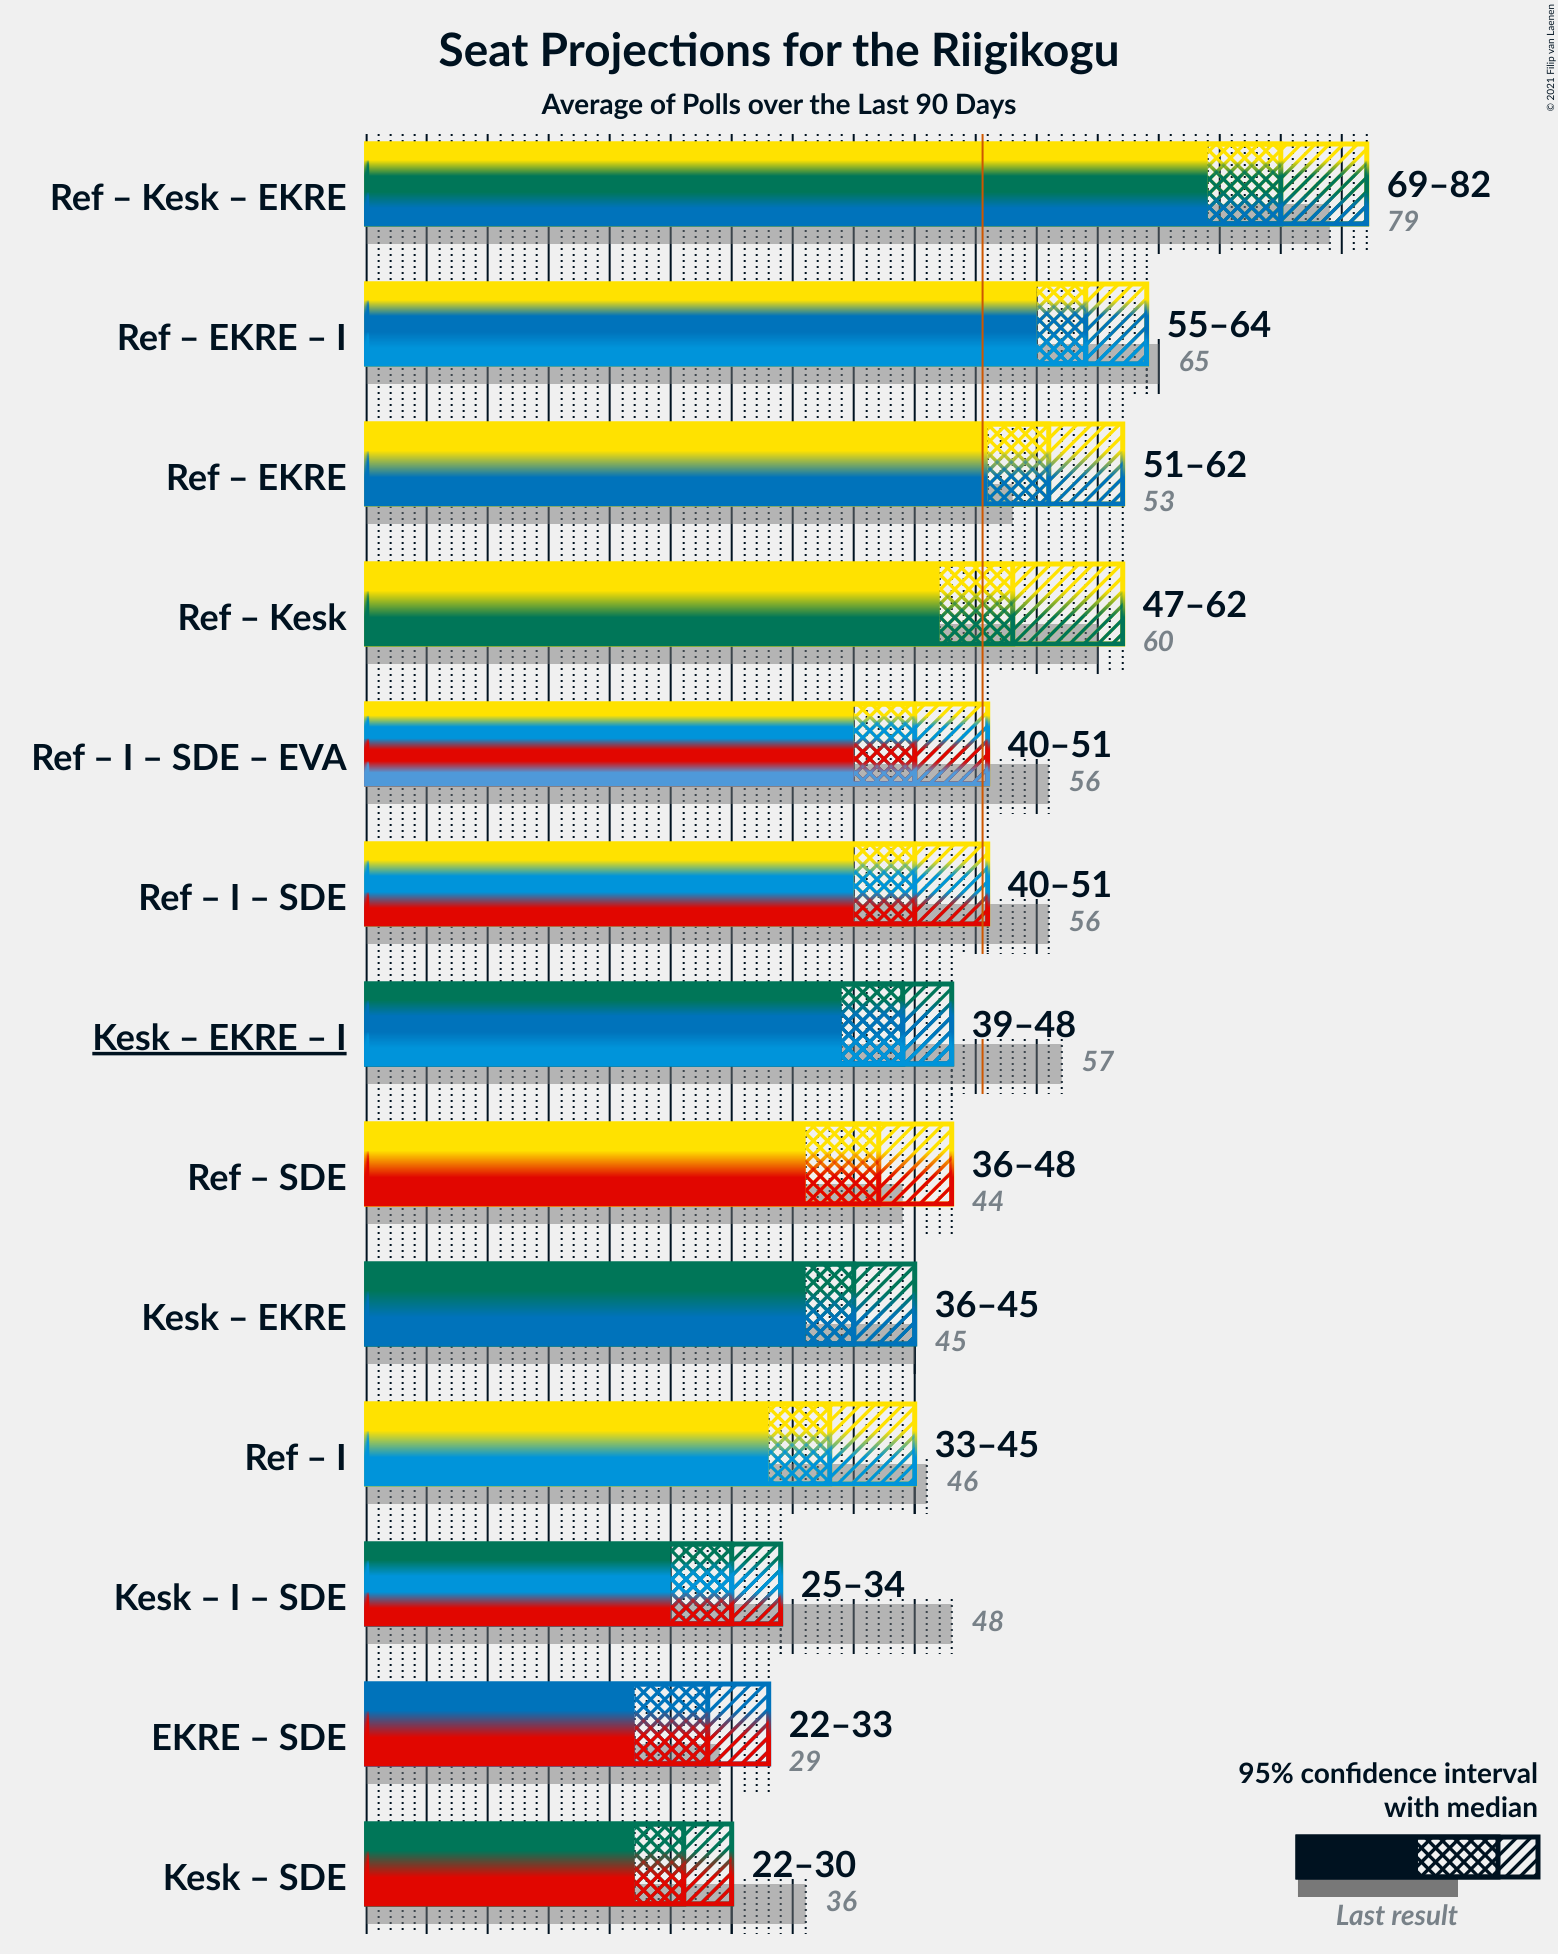 Seat Projections for the Riigikogu
Average of Polls over the Last 90 Days
© 2021 Filip van Laenen
Ref – Kesk – EKRE
69–82
79
Ref – EKRE – I
55–64
65
Ref – EKRE
51–62
53
Ref – Kesk
47–62
60
Ref – I – SDE – EVA
40–51
56
Ref – I – SDE
40–51
56
Kesk – EKRE – I
39–48
57
Ref – SDE
36–48
44
Kesk – EKRE
36–45
45
Ref – I
33–45
46
Kesk – I – SDE
25–34
48
EKRE – SDE
22–33
29
Kesk – SDE
22–30
36
95% confidence interval
with median
Last result